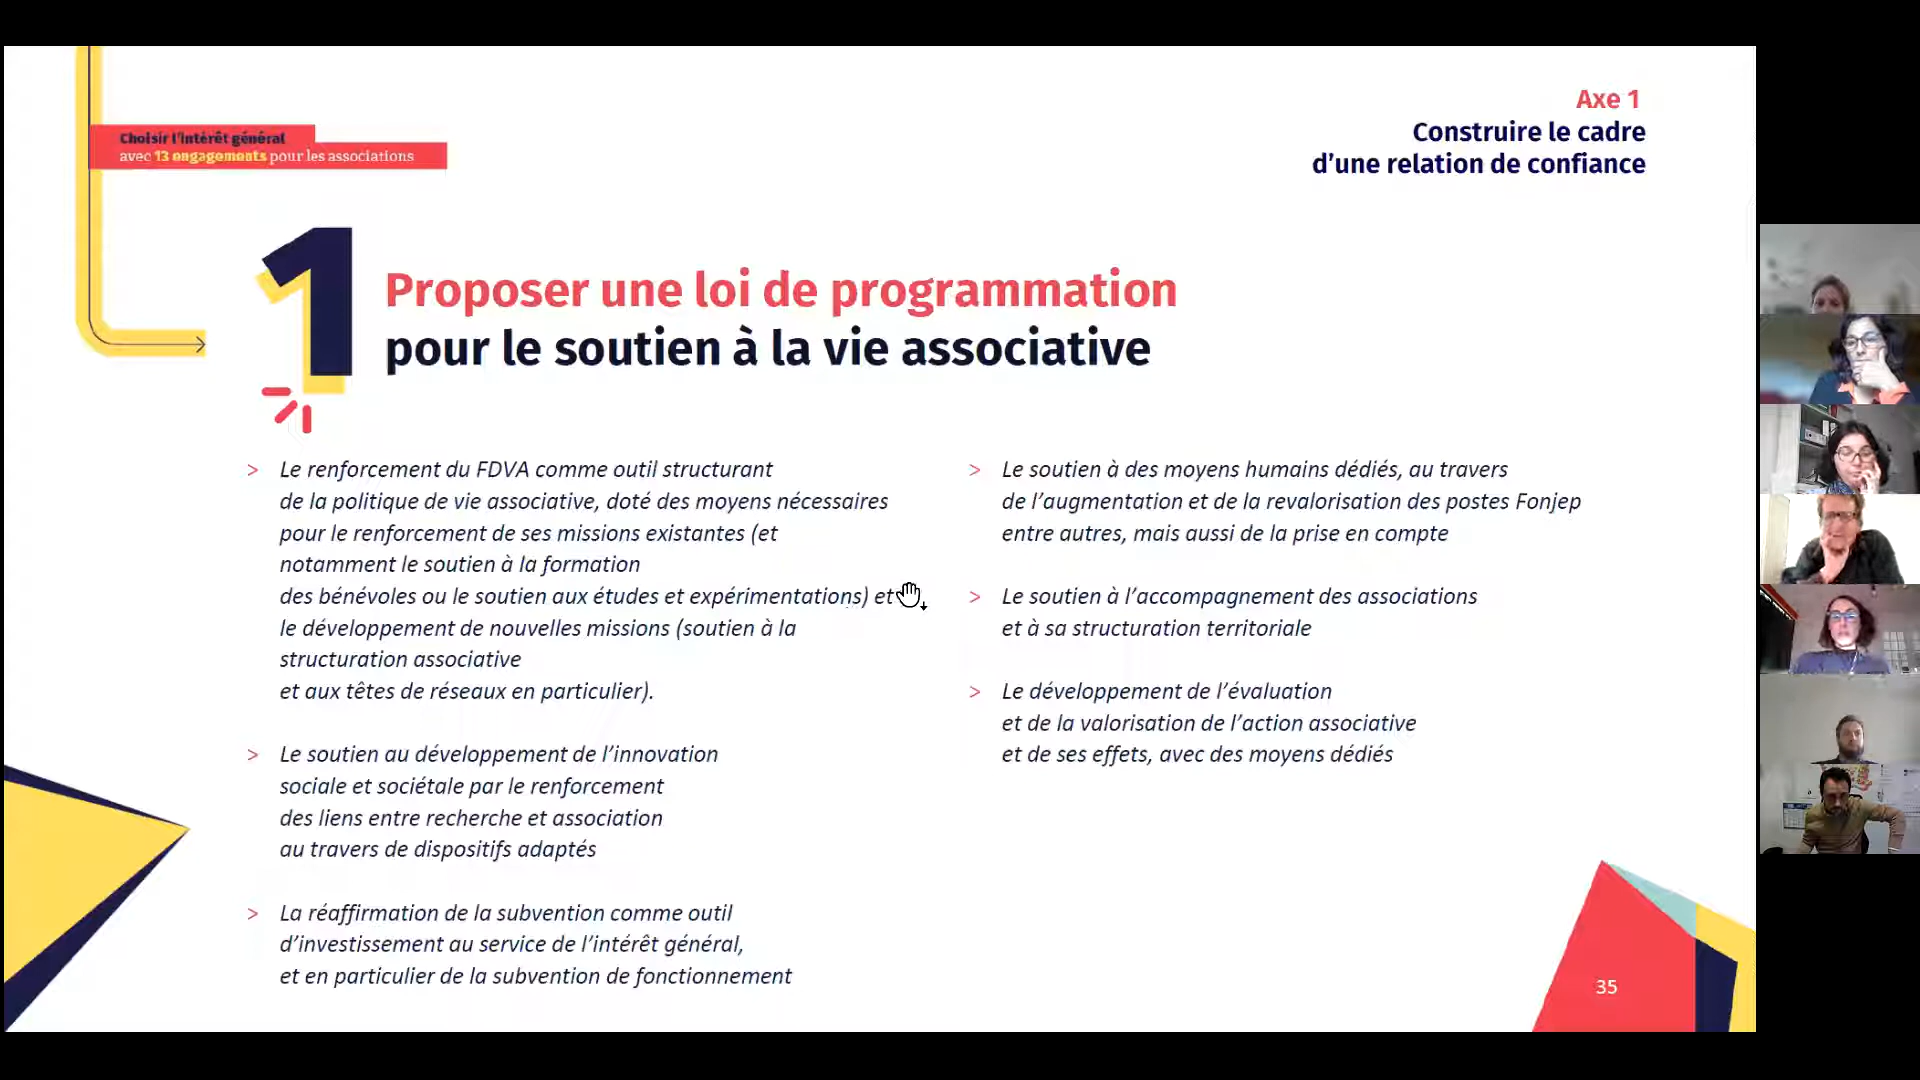 Choisir l'intérêt général
avec 13 engagements pour les associations
Axe 1
Construire le cadre
d'une relation de confiance
1
Proposer une loi de programmation
pour le soutien à la vie associative
> Le renforcement du FDVA comme outil structurant
de la politique de vie associative, doté des moyens nécessaires
pour le renforcement de ses missions existantes (et
notamment le soutien à la formation
des bénévoles ou le soutien aux études et expérimentations) et
le développement de nouvelles missions (soutien à la
structuration associative
et aux têtes de réseaux en particulier).
> Le soutien au développement de l'innovation
sociale et sociétale par le renforcement
des liens entre recherche et association
au travers de dispositifs adaptés
> La réaffirmation de la subvention comme outil
d'investissement au service de l'intérêt général,
et en particulier de la subvention de fonctionnement
> Le soutien à des moyens humains dédiés, au travers
de l'augmentation et de la revalorisation des postes Fonjep
entre autres, mais aussi de la prise en compte
> Le soutien à l'accompagnement des associations
et à sa structuration territoriale
> Le développement de l'évaluation
et de la valorisation de l'action associative
et de ses effets, avec des moyens dédiés
35